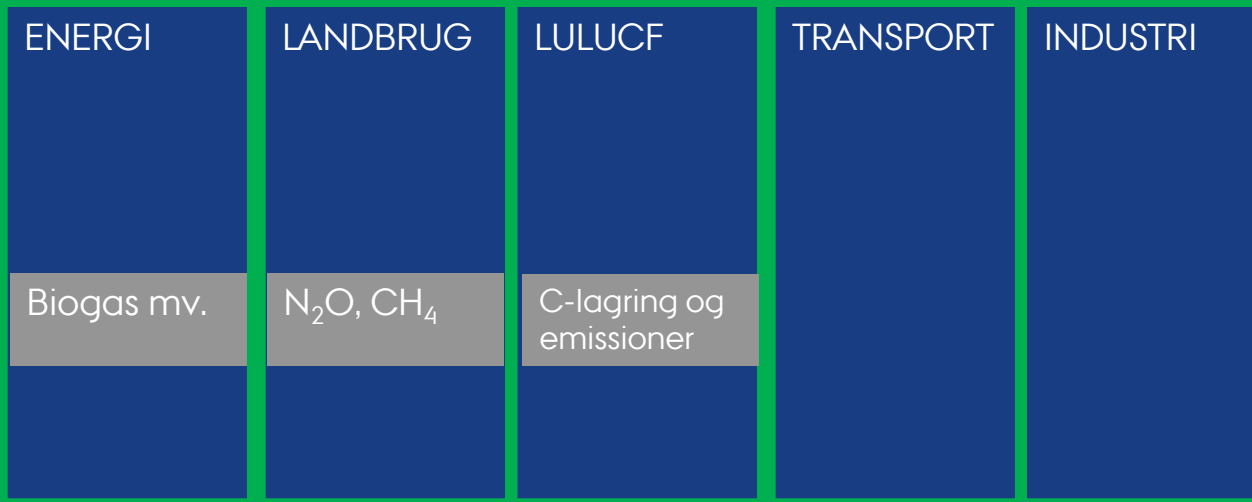 ENERGI
LANDBRUG
LULUCF
TRANSPORT
INDUSTRI
Biogas mv.
N₂O, CH₄
C-lagring og
emissioner